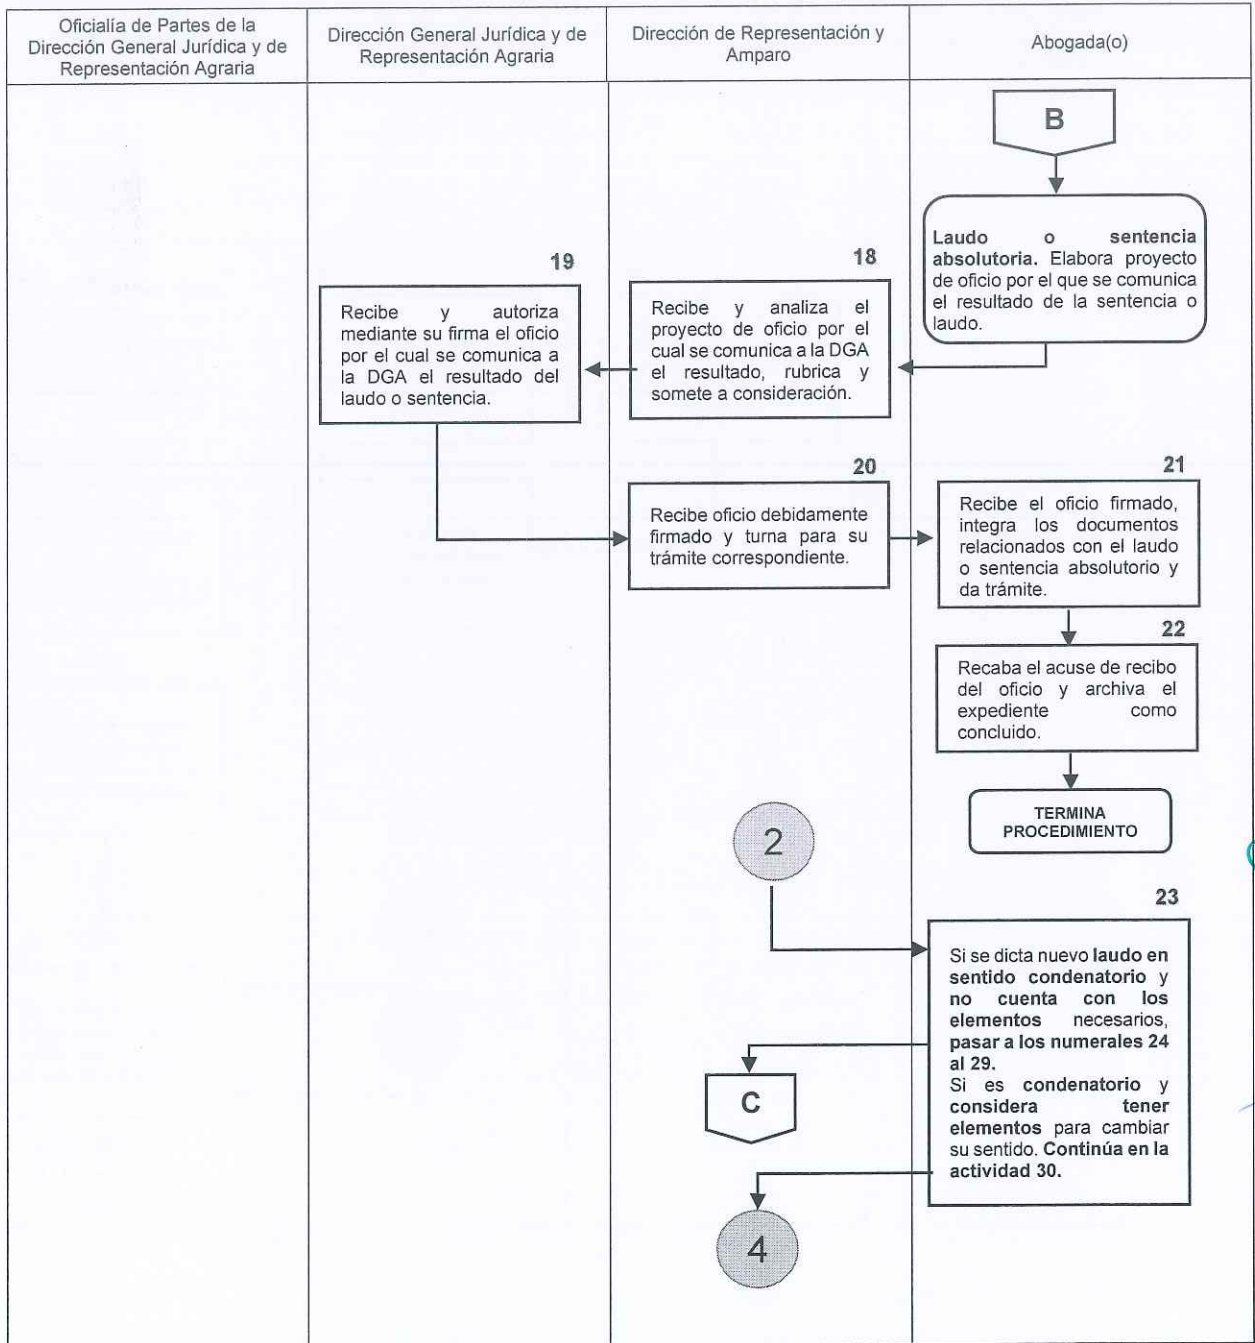 Oficialía de Partes de la
Dirección General Jurídica y de
Representación Agraria
Dirección General Jurídica y de
Representación Agraria
Dirección de Representación y
Amparo
Abogada(o)
B
Laudo o sentencia
absolutoria. Elabora proyecto
de oficio por el que se comunica
el resultado de la sentencia o
laudo.
18
Recibe y analiza el
proyecto de oficio por el
cual se comunica a la DGA
el resultado, rubrica y
somete a consideración.
19
Recibe y autoriza
mediante su firma el oficio
por el cual se comunica a
la DGA el resultado del
laudo o sentencia.
20
Recibe oficio debidamente
firmado y turna para su
trámite correspondiente.
21
Recibe el oficio firmado,
integra los documentos
relacionados con el laudo
o sentencia absolutorio y
da trámite.
22
Recaba el acuse de recibo
del oficio y archiva el
expediente como
concluido.
TERMINA
PROCEDIMIENTO
2
23
Si se dicta nuevo laudo en
sentido condenatorio y
no cuenta con los
elementos necesarios,
pasar a los numerales 24
al 29.
Si es condenatorio y
considera tener
elementos para cambiar
su sentido. Continúa en la
actividad 30.
C
4